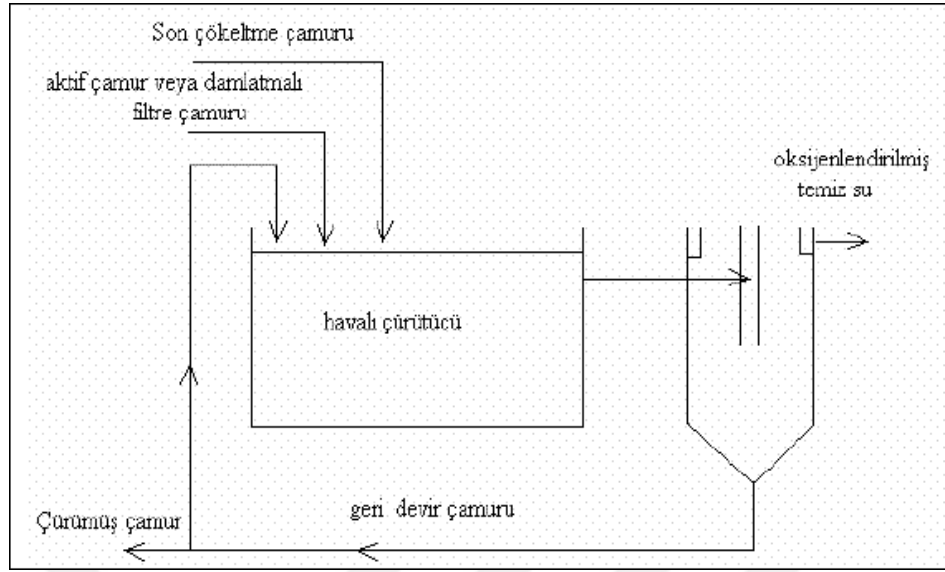 Son çökeltme çamuru
aktif çamur veya damlatmalı
filtre çamuru
oksijenlendirilmiş
temiz su
havalı çürütücü
geri devir çamuru
Çürümüş çamur